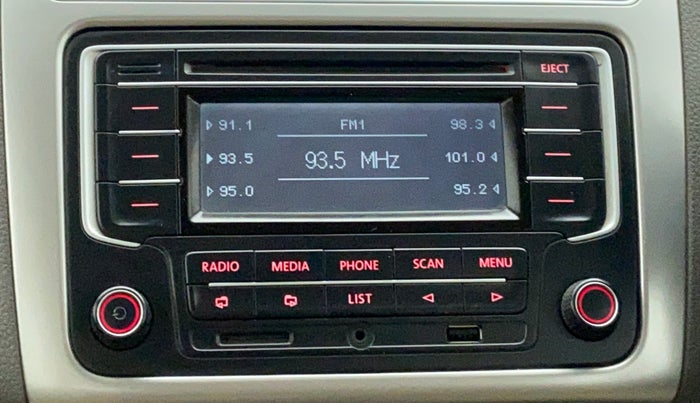 EJECT
91.1 FM1 98.3
93.5 93.5 MHz 101.0
95.0 95.2
RADIO MEDIA PHONE SCAN MENU
LIST